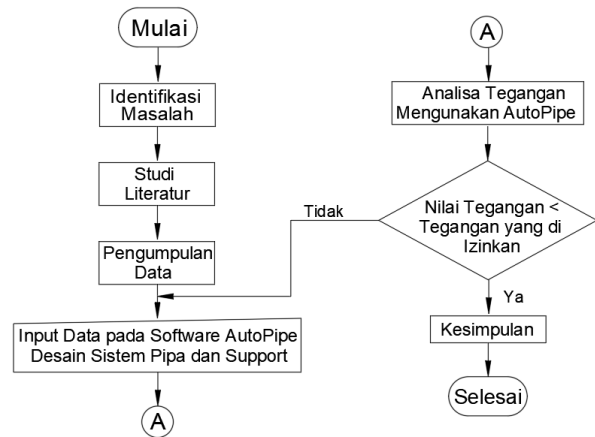 Mulai
Identifikasi
Masalah
Studi
Literatur
Pengumpulan
Data
Input Data pada Software AutoPipe
Desain Sistem Pipa dan Support
A
A
Analisa Tegangan
Mengunakan AutoPipe
Nilai Tegangan <
Tegangan yang di
Izinkan
Tidak
Ya
Kesimpulan
Selesai